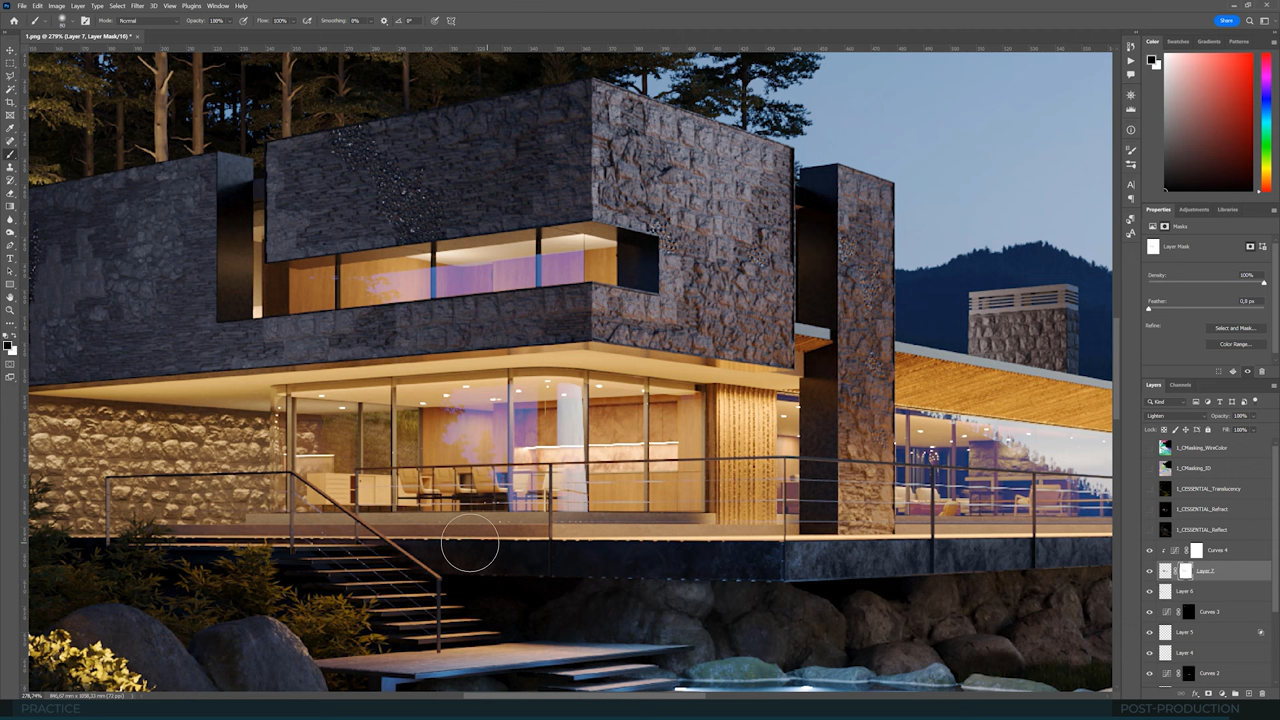 File Edit Image Layer Type Select Filter 3D View Plugins Window Help
Mode: Normal Opacity: 100% Flow: 100% Smoothing: 0% 0° Share
1.png @ 279% (Layer 7, Layer Mask/16) *
Color Swatches Gradients Patterns
Properties Adjustments Libraries
Masks
Layer Mask
Density: 100%
Feather: 0,0 px
Refine: Select and Mask...
Color Range...
Layers Channels
Kind
Lighten Opacity: 100%
Lock: Fill: 100%
1_CMasking_WireColor
1_CMasking_ID
1_CESSENTIAL_Translucency
1_CESSENTIAL_Refract
1_CESSENTIAL_Reflect
Curves 4
Layer 7
Layer 6
Curves 3
Layer 5
Layer 4
Curves 2
278,74%
PRACTICE
POST-PRODUCTION